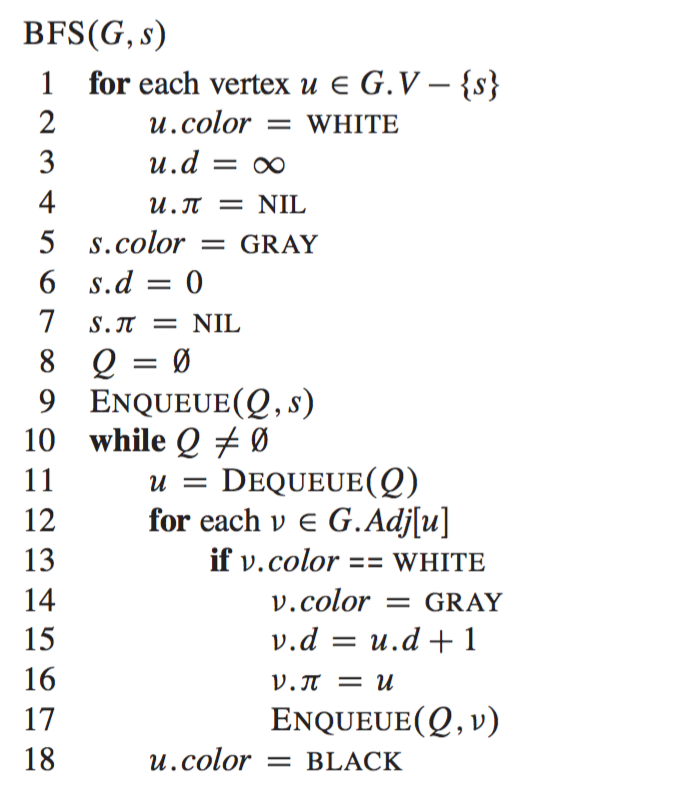 BFS(G, s)
1 for each vertex u ∈ G.V − {s}
2 u.color = WHITE
3 u.d = ∞
4 u.π = NIL
5 s.color = GRAY
6 s.d = 0
7 s.π = NIL
8 Q = Ø
9 ENQUEUE(Q, s)
10 while Q ≠ Ø
11 u = DEQUEUE(Q)
12 for each v ∈ G.Adj[u]
13 if v.color == WHITE
14 v.color = GRAY
15 v.d = u.d + 1
16 v.π = u
17 ENQUEUE(Q, v)
18 u.color = BLACK